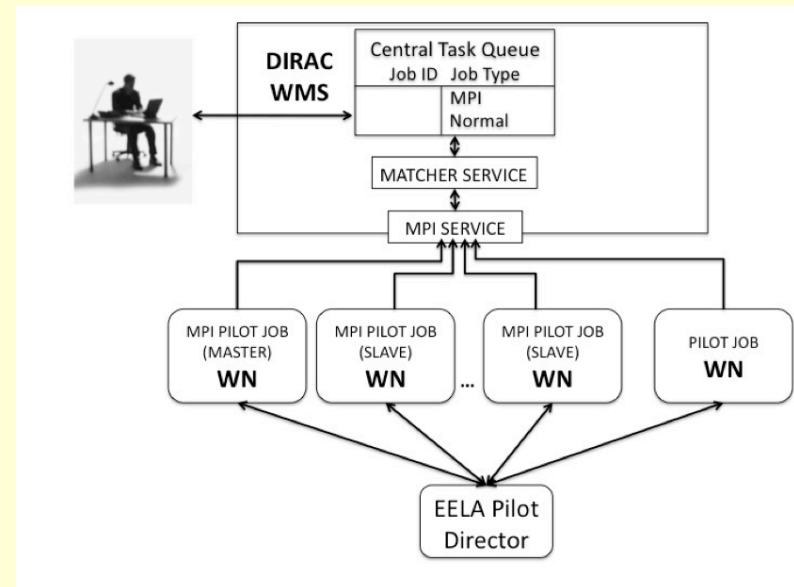 DIRAC
WMS
Central Task Queue
Job ID Job Type
MPI
Normal
MATCHER SERVICE
MPI SERVICE
MPI PILOT JOB
(MASTER)
WN
MPI PILOT JOB
(SLAVE)
WN
...
MPI PILOT JOB
(SLAVE)
WN
PILOT JOB
WN
EELA Pilot
Director